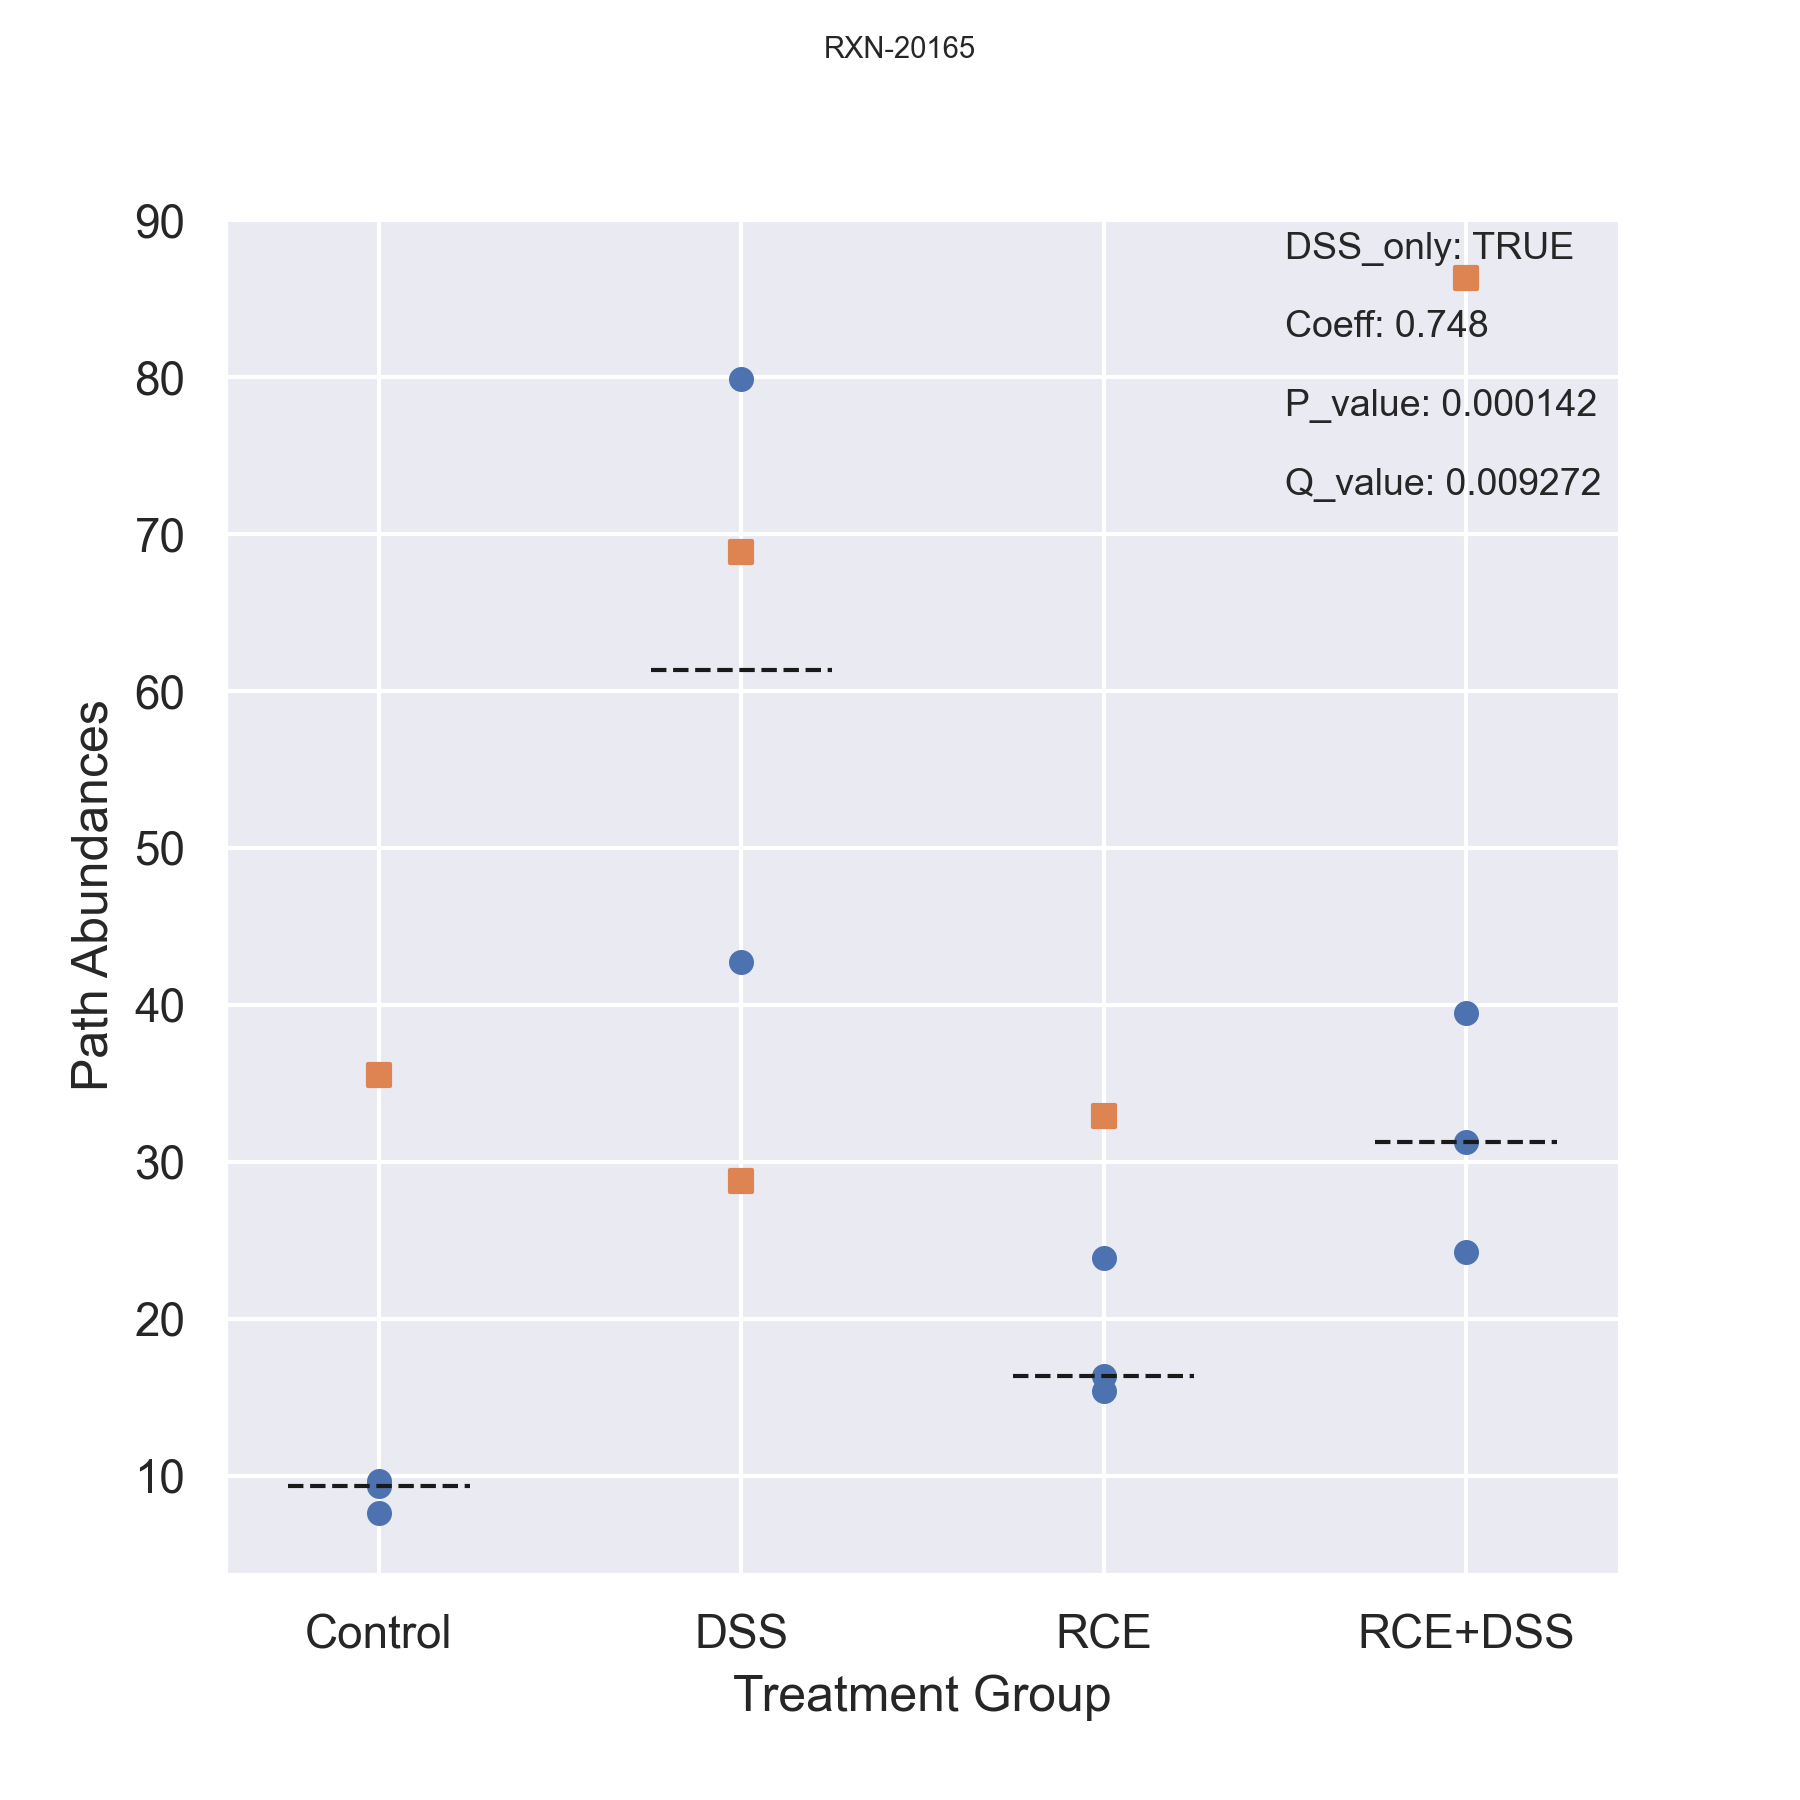 RXN-20165
90
80
70
60
50
40
30
20
10
Path Abundances
DSS_only: TRUE
Coeff: 0.748
P_value: 0.000142
Q_value: 0.009272
Control
DSS
RCE
RCE+DSS
Treatment Group